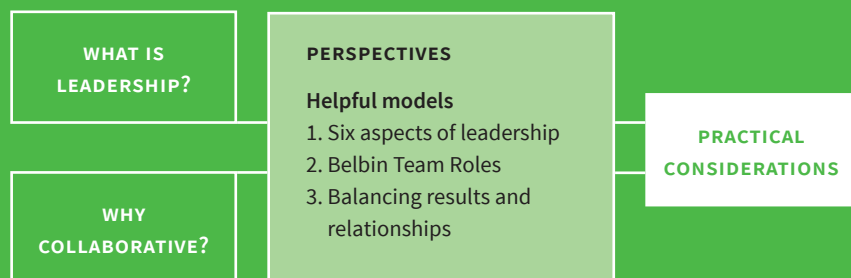 WHAT IS
LEADERSHIP?
WHY
COLLABORATIVE?
PERSPECTIVES
Helpful models
1. Six aspects of leadership
2. Belbin Team Roles
3. Balancing results and
relationships
PRACTICAL
CONSIDERATIONS